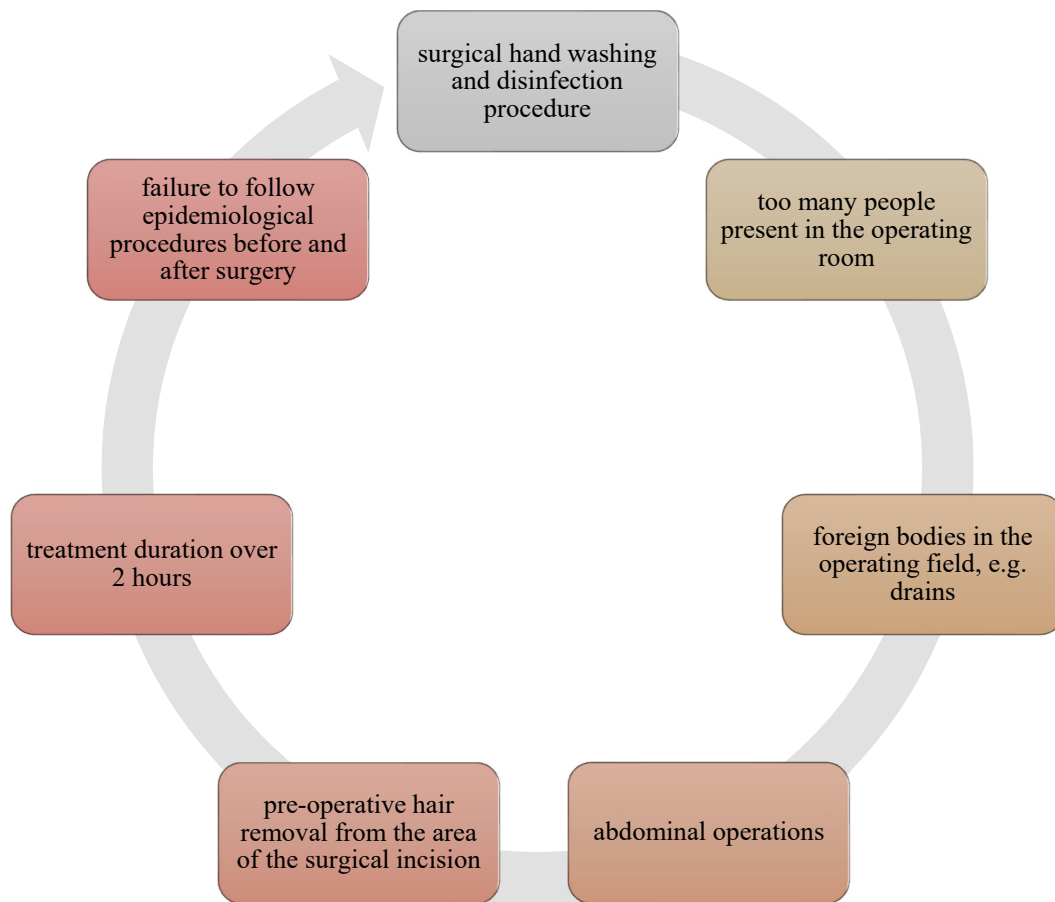 surgical hand washing
and disinfection
procedure
too many people
present in the operating
room
foreign bodies in the
operating field, e.g.
drains
abdominal operations
pre-operative hair
removal from the area
of the surgical incision
treatment duration over
2 hours
failure to follow
epidemiological
procedures before and
after surgery